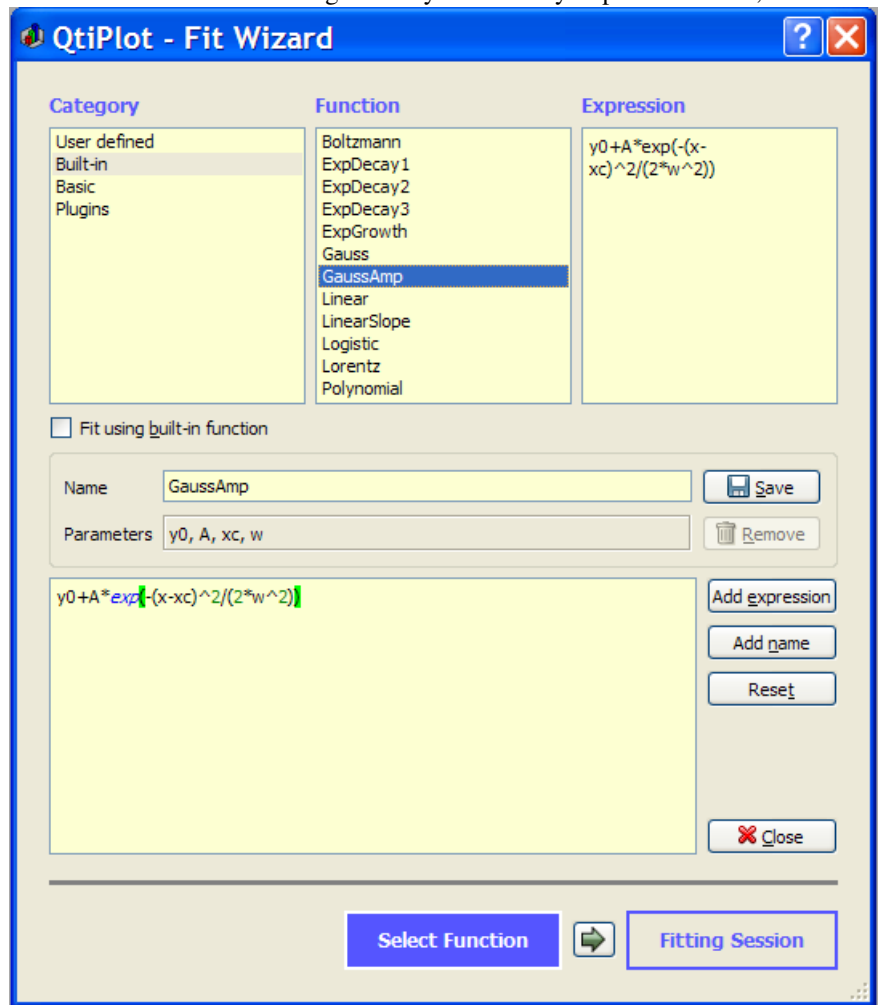 QtiPlot - Fit Wizard
Category
Function
Expression
User defined
Built-in
Basic
Plugins
Boltzmann
ExpDecay1
ExpDecay2
ExpDecay3
ExpGrowth
Gauss
GaussAmp
Linear
LinearSlope
Logistic
Lorentz
Polynomial
y0+A*exp(-(x-
xc)^2/(2*w^2))
Fit using built-in function
Name
GaussAmp
Save
Parameters
y0, A, xc, w
Remove
y0+A*exp(-(x-xc)^2/(2*w^2))
Add expression
Add name
Reset
Close
Select Function
Fitting Session